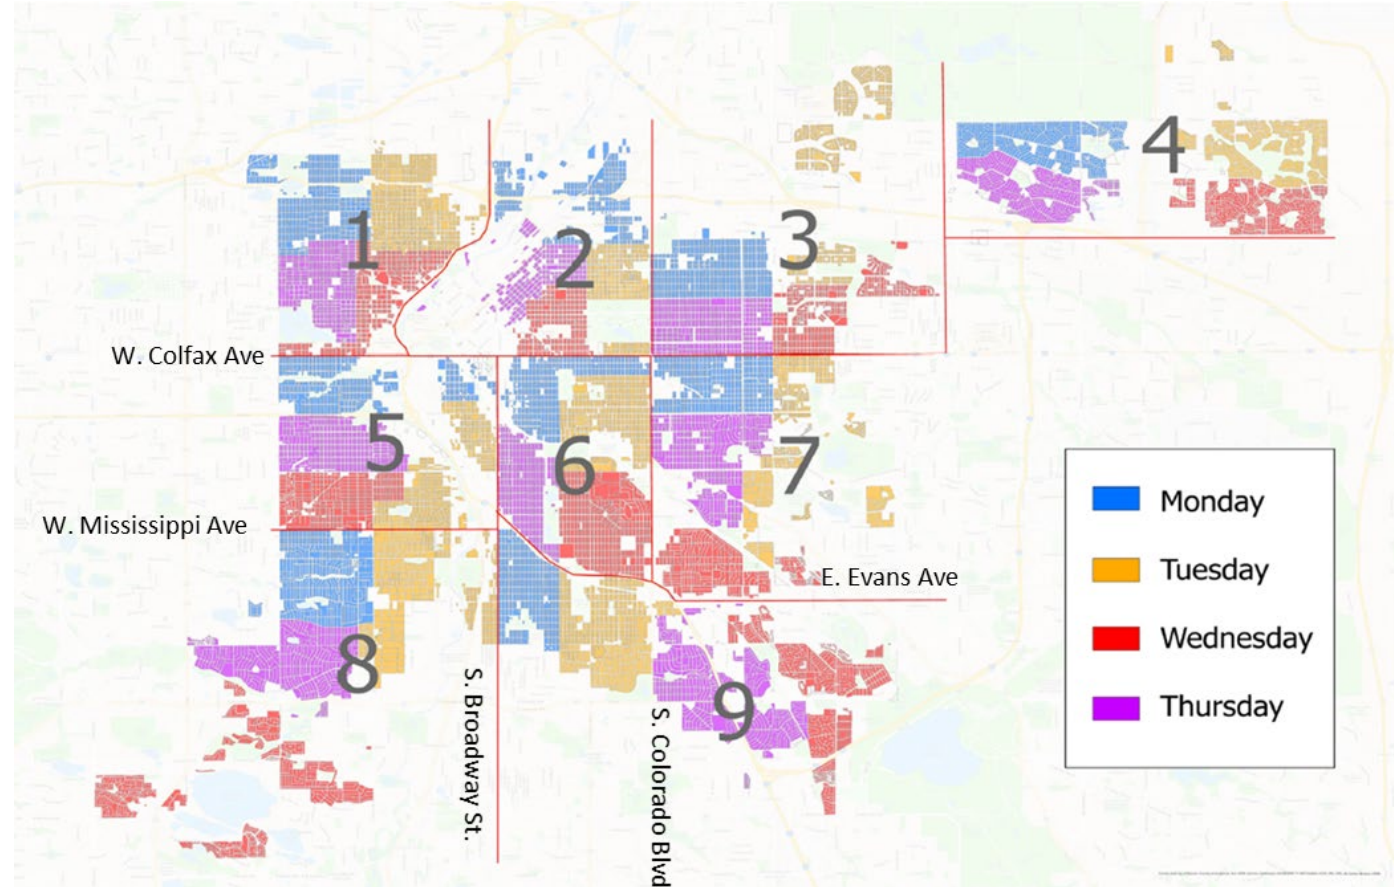 1
2
3
4
W. Colfax Ave
5
6
7
W. Mississippi Ave
E. Evans Ave
8
9
S. Broadway St.
S. Colorado Blvd
Monday
Tuesday
Wednesday
Thursday